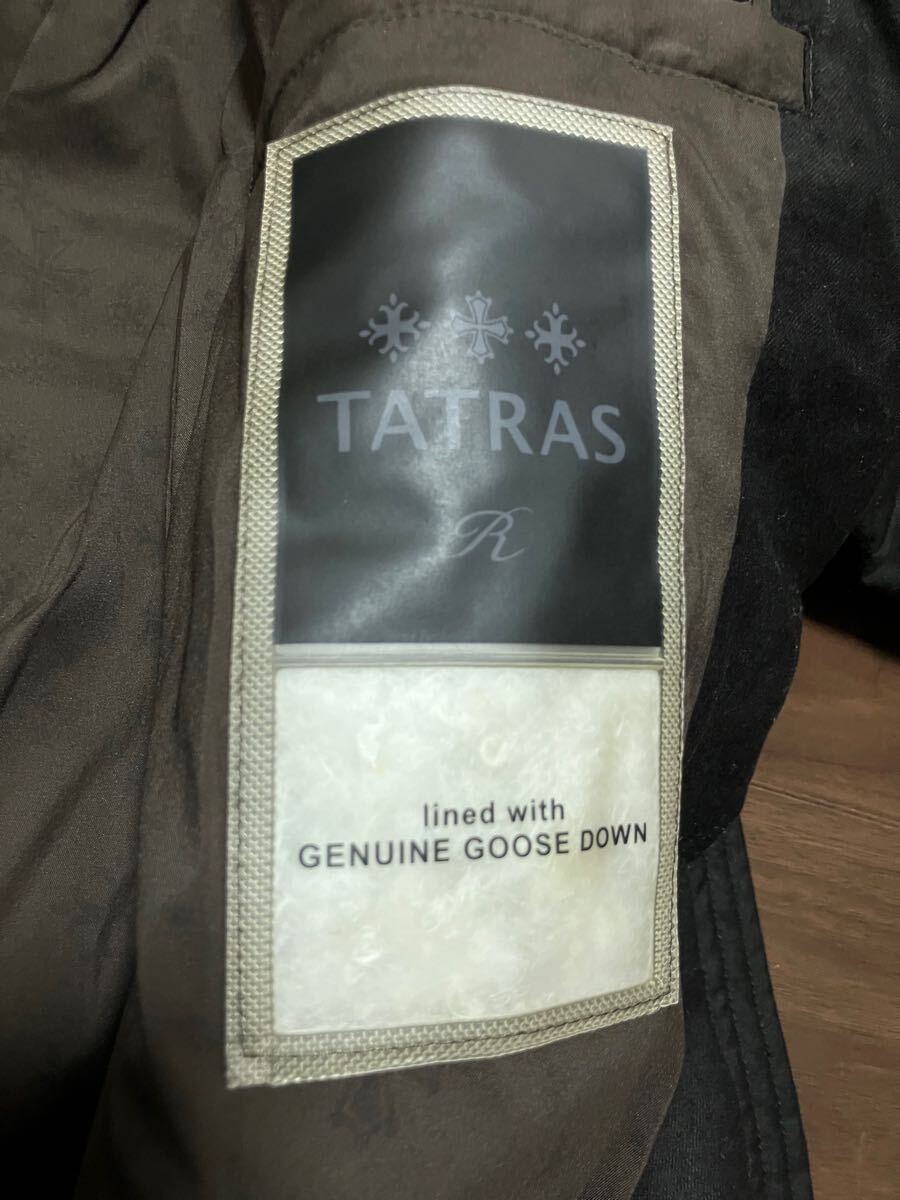 TATRAS
R
lined with
GENUINE GOOSE DOWN